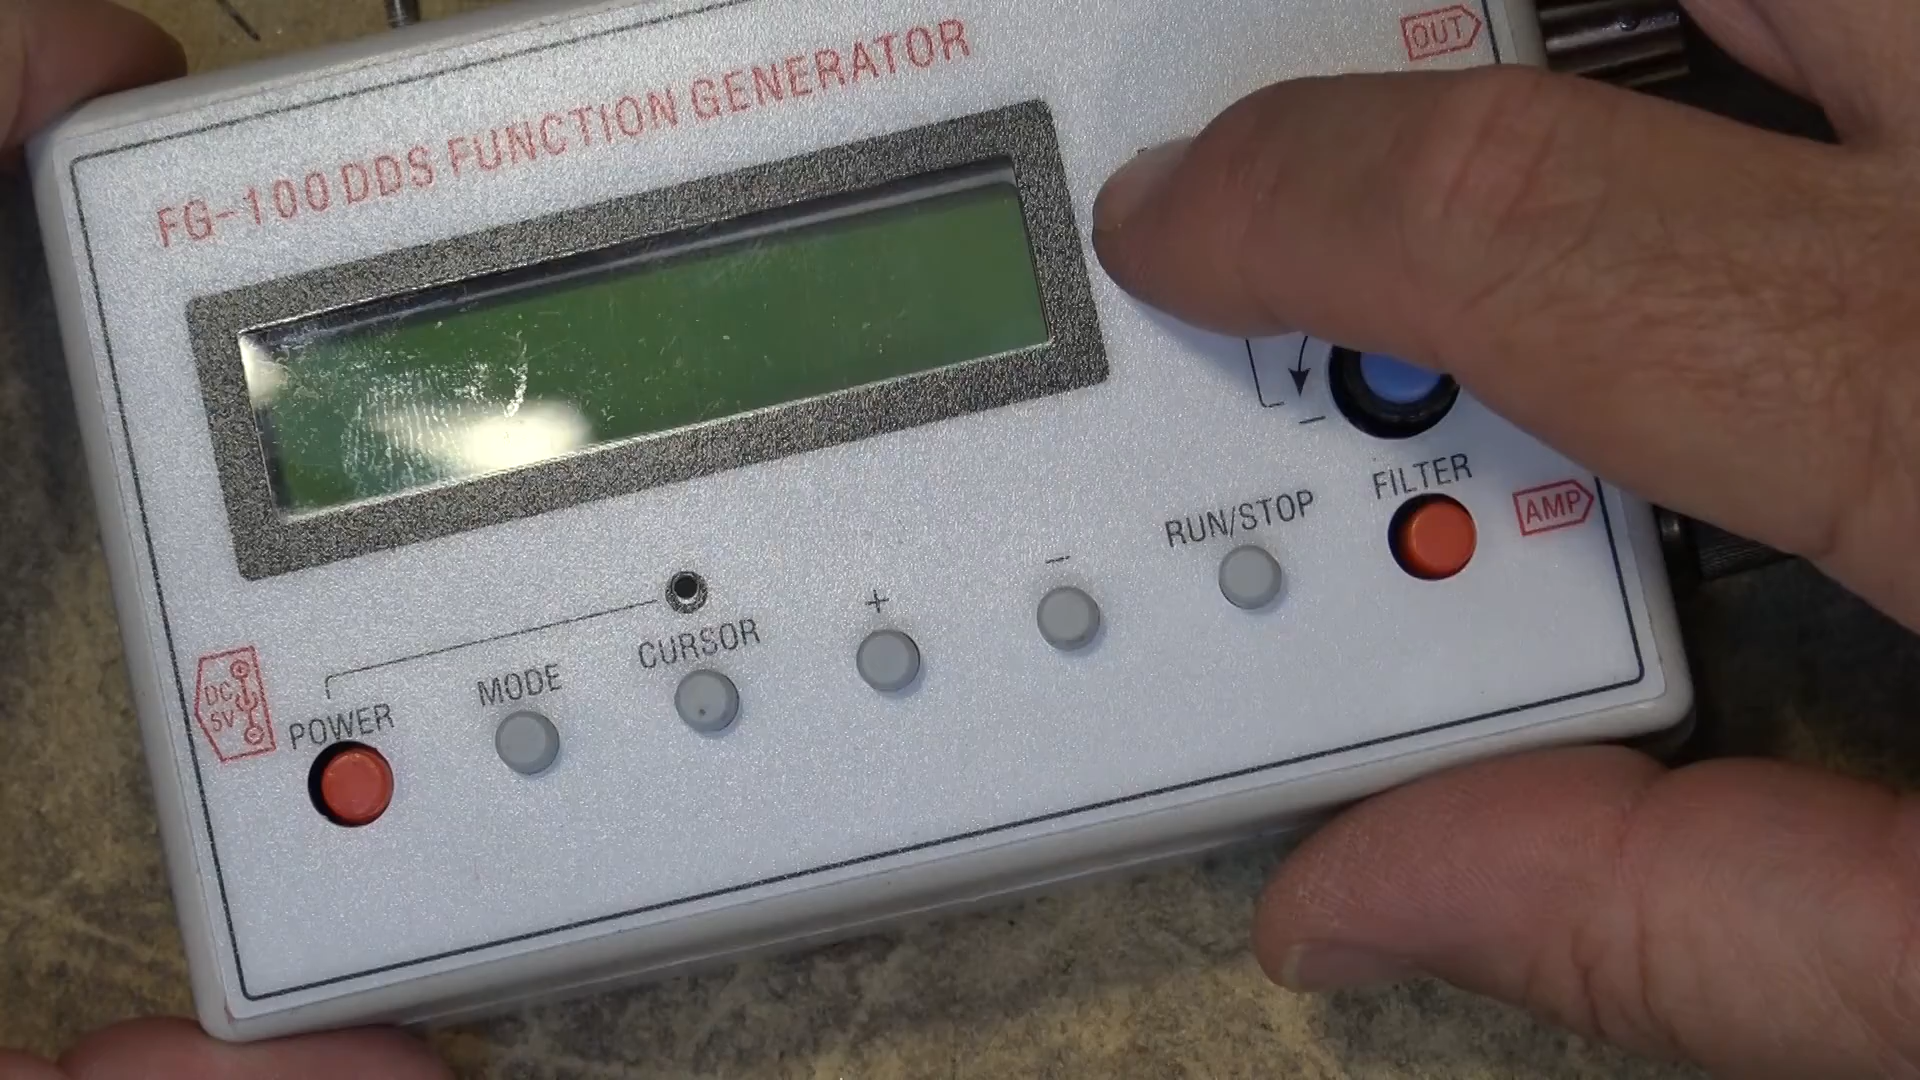 OUT
FG-100 DDS FUNCTION GENERATOR
FILTER
AMP
RUN/STOP
−
+
CURSOR
MODE
POWER
DC
5V